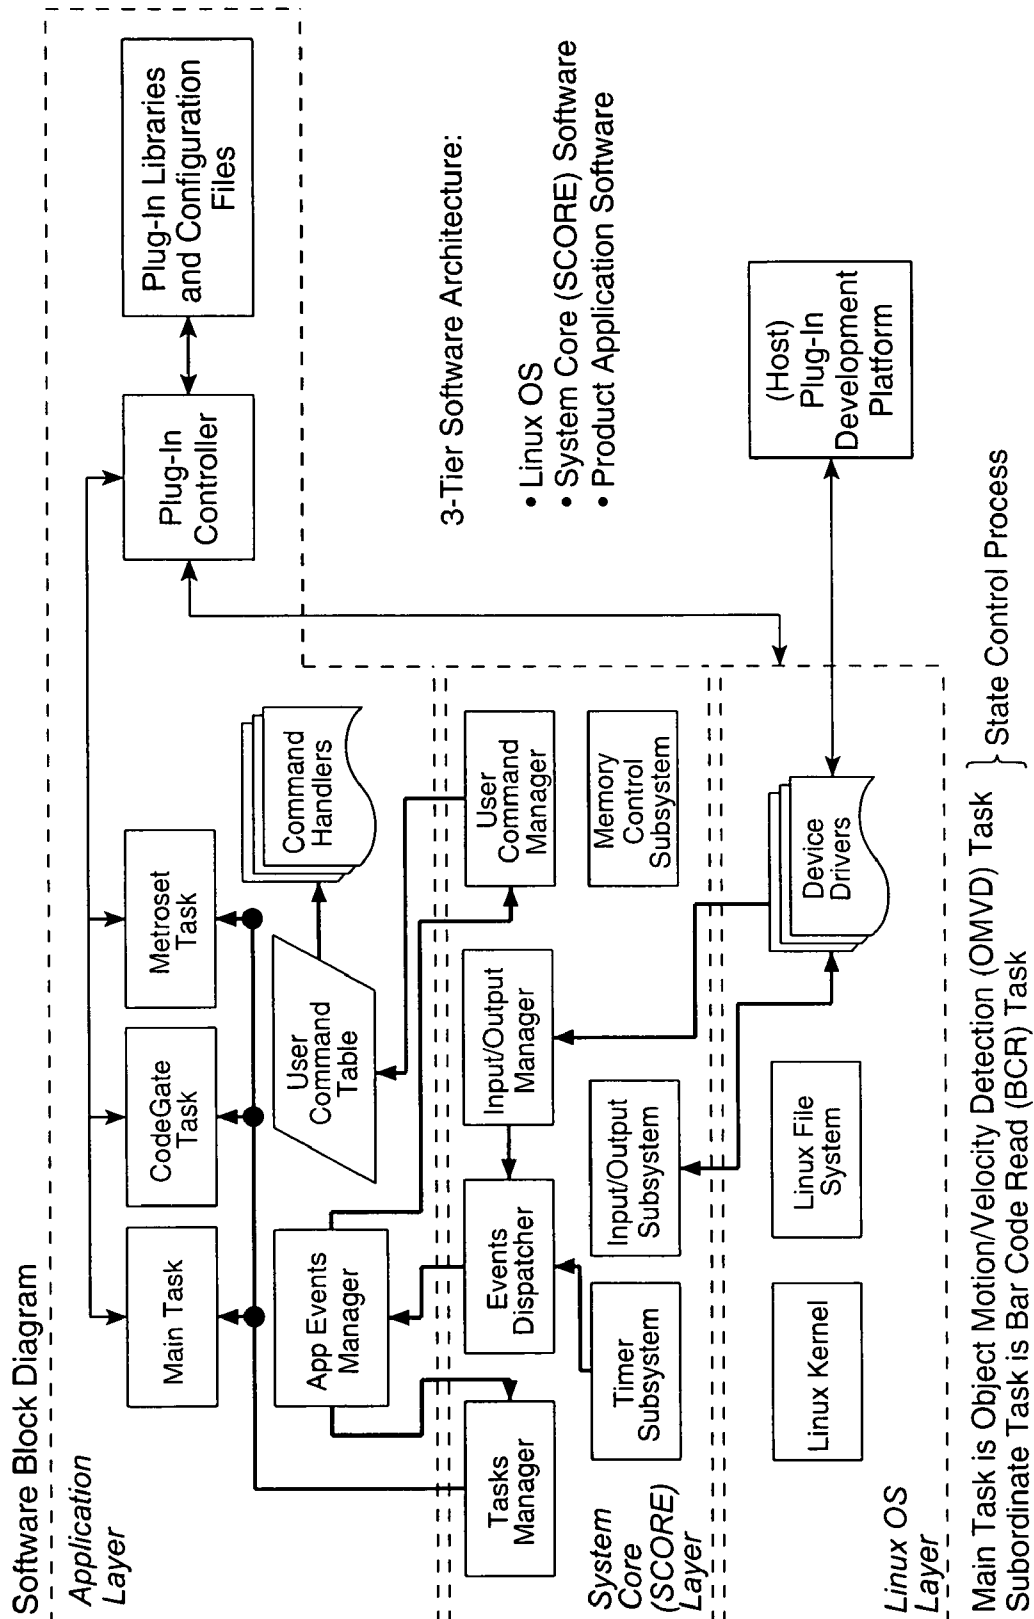 Software Block Diagram
Application
Layer
Main Task
CodeGate
Task
Metroset
Task
Plug-In
Controller
Plug-In Libraries
and Configuration
Files
App Events
Manager
User
Command
Table
Command
Handlers
3-Tier Software Architecture:
• Linux OS
• System Core (SCORE) Software
• Product Application Software
Tasks
Manager
Events
Dispatcher
Input/Output
Manager
User
Command
Manager
System
Core
(SCORE)
Layer
Timer
Subsystem
Input/Output
Subsystem
Memory
Control
Subsystem
(Host)
Plug-In
Development
Platform
Linux OS
Layer
Linux Kernel
Linux File
System
Device
Drivers
Main Task is Object Motion/Velocity Detection (OMVD) Task
Subordinate Task is Bar Code Read (BCR) Task
State Control Process